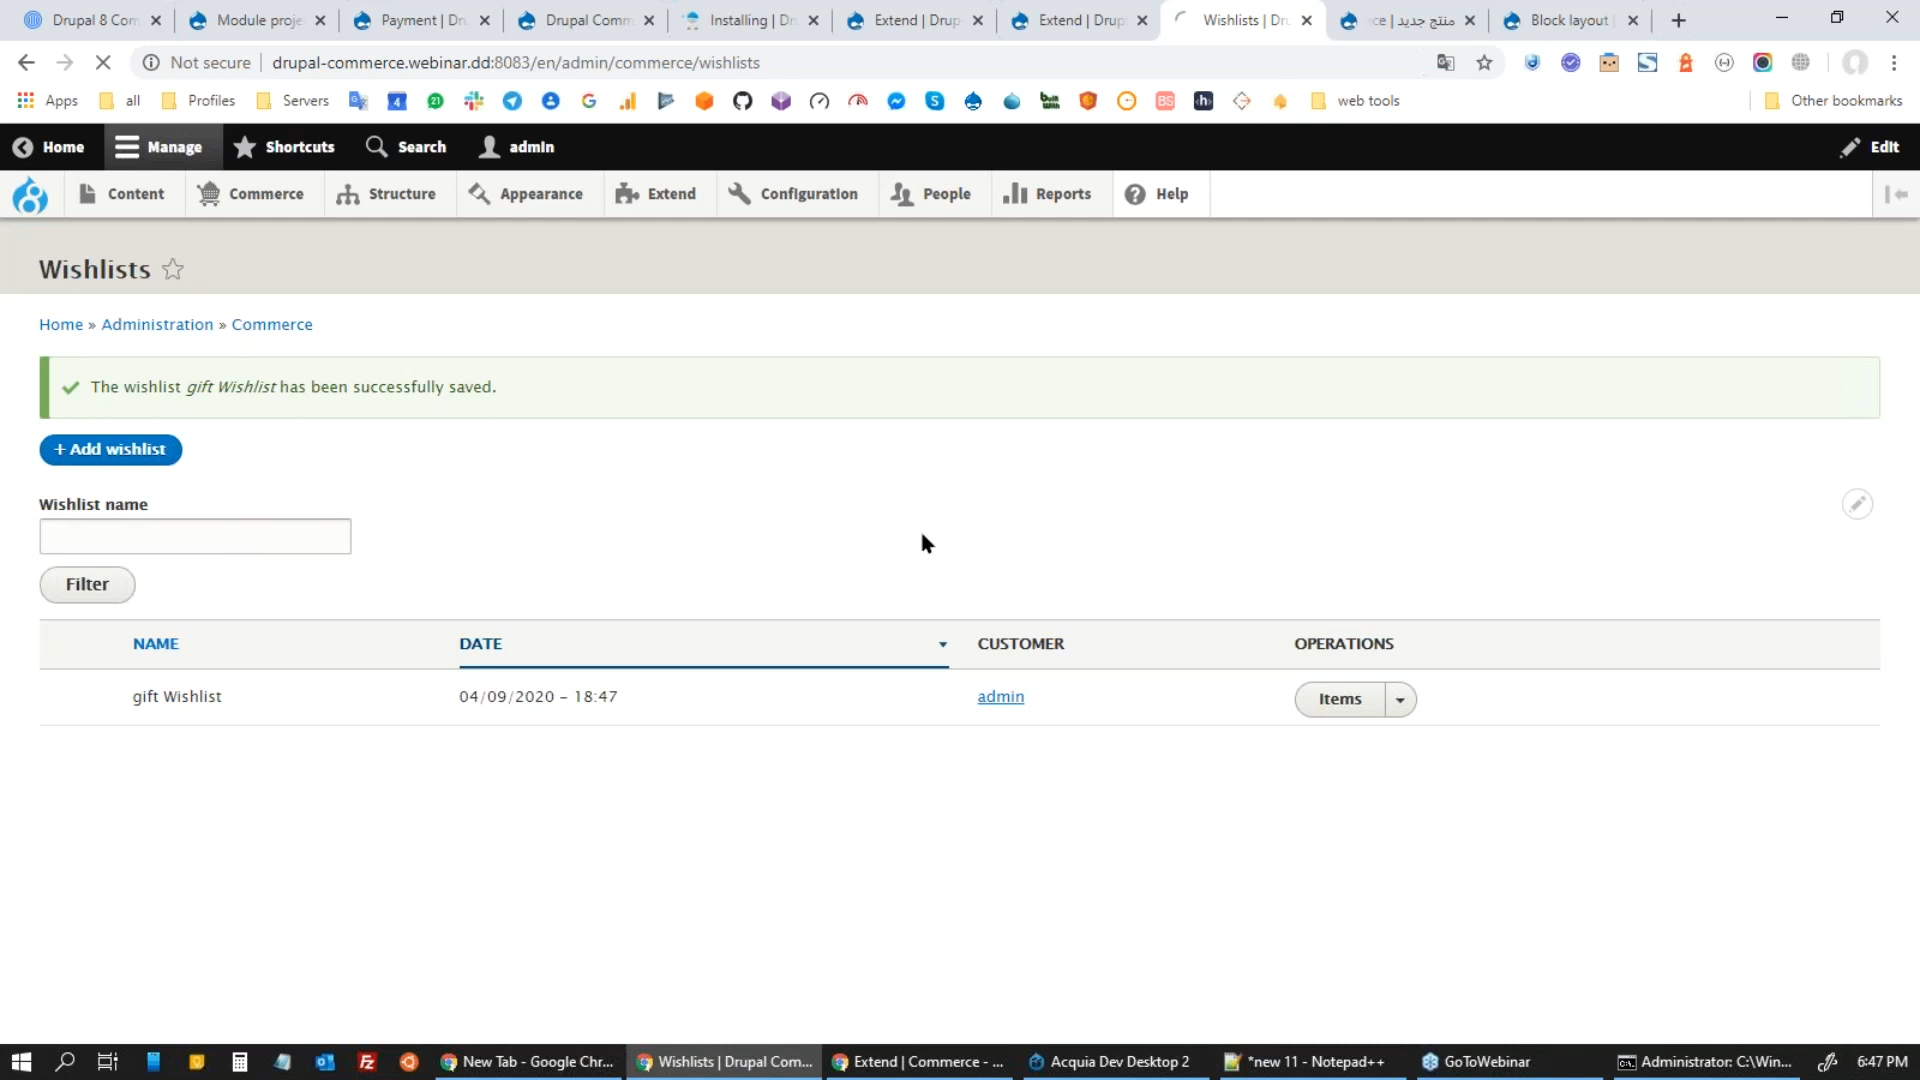 Drupal 8 Com
Module proje
Payment | Dr
Drupal Comm
Installing | Dr
Extend | Drup
Extend | Drup
Wishlists | Dru
منتج جديد | ce
Block layout |
Not secure | drupal-commerce.webinar.dd:8083/en/admin/commerce/wishlists
Apps all Profiles Servers web tools Other bookmarks
Home Manage Shortcuts Search admin Edit
Content Commerce Structure Appearance Extend Configuration People Reports Help
Wishlists
Home » Administration » Commerce
The wishlist gift Wishlist has been successfully saved.
+ Add wishlist
Wishlist name
Filter
NAME DATE CUSTOMER OPERATIONS
gift Wishlist 04/09/2020 – 18:47 admin Items
New Tab - Google Chr... Wishlists | Drupal Com... Extend | Commerce - ... Acquia Dev Desktop 2 *new 11 - Notepad++ GoToWebinar Administrator: C:\Win... 6:47 PM